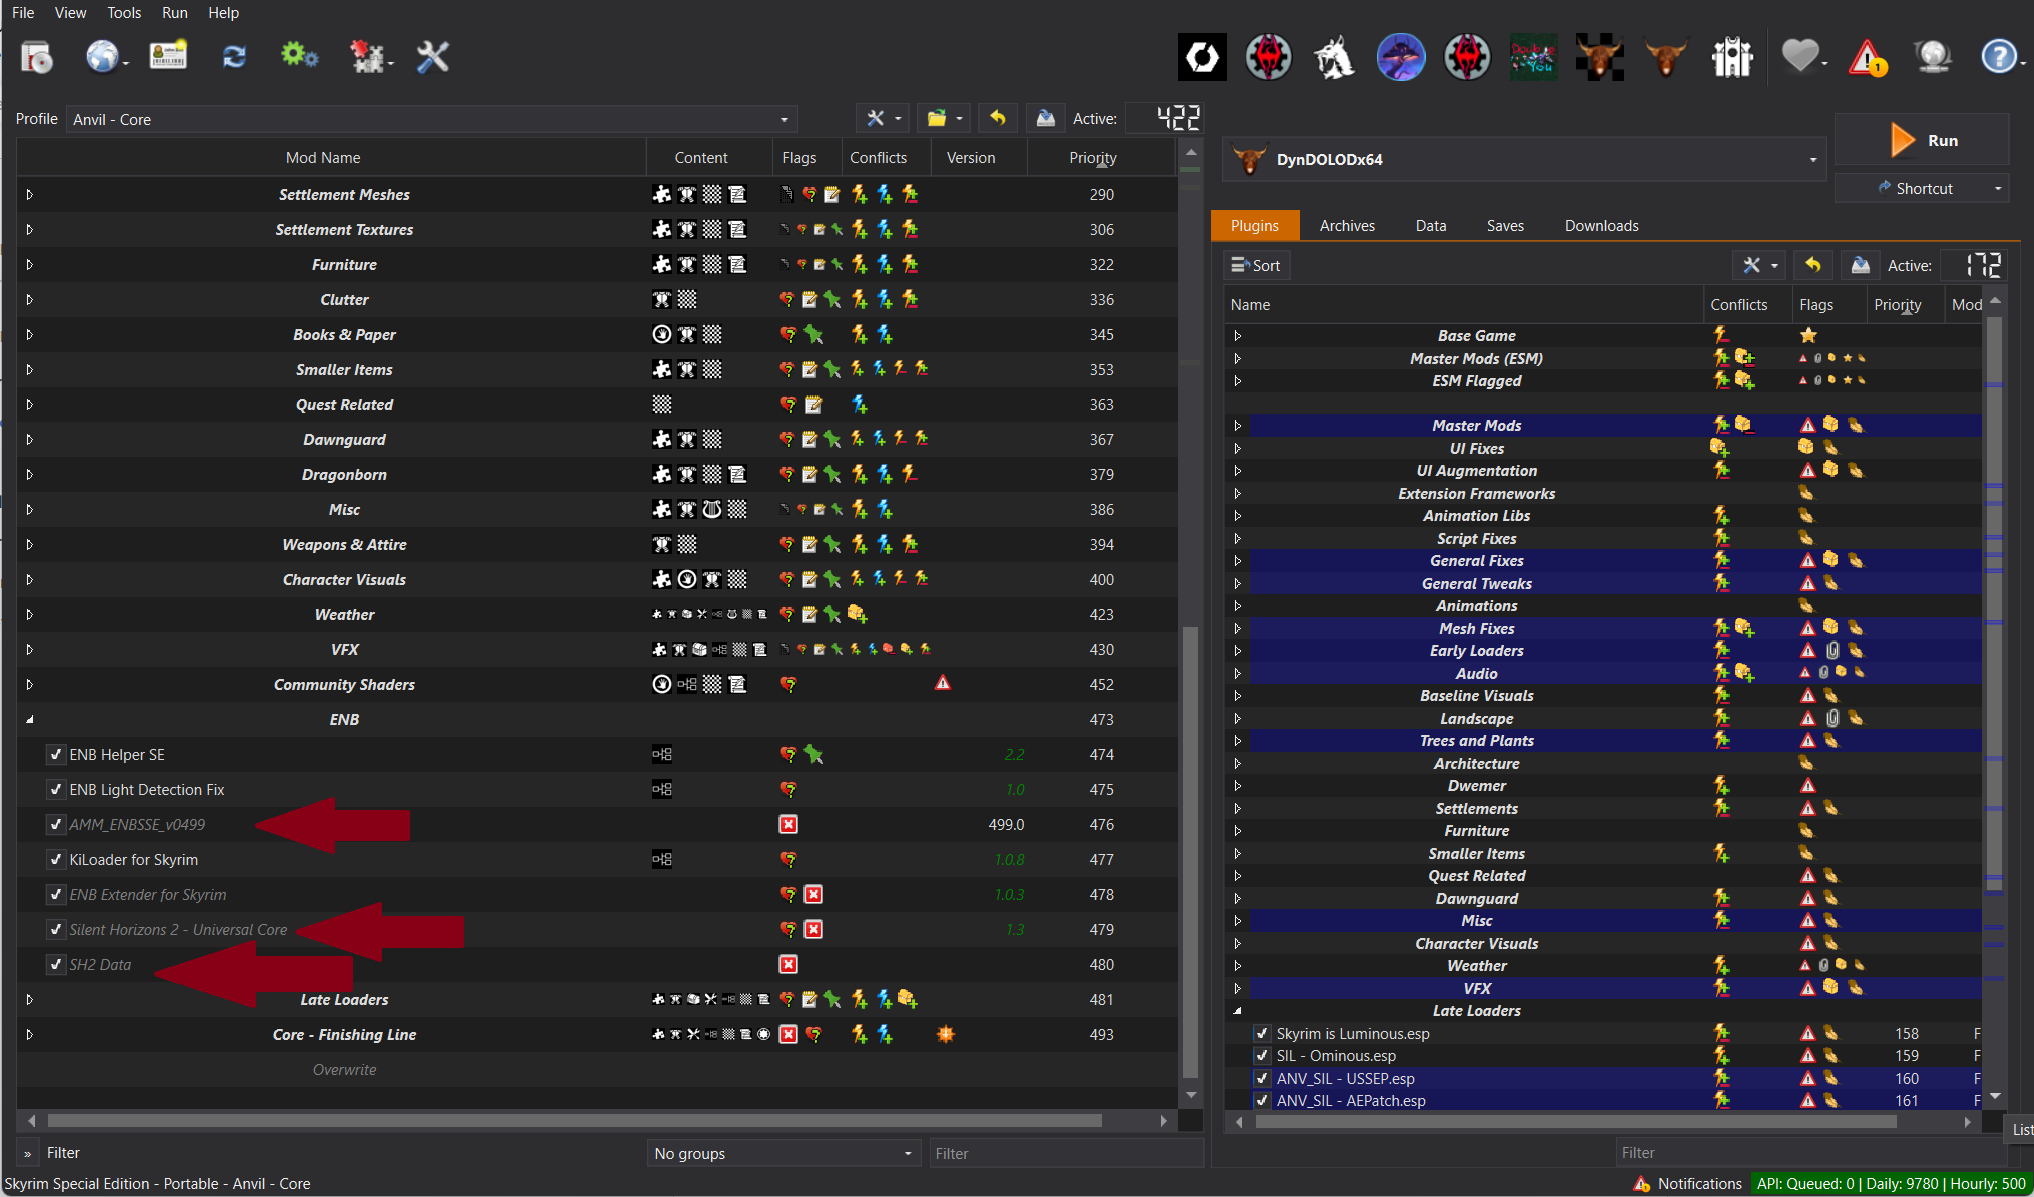 File View Tools Run Help
Profile Anvil - Core Active: 422
Mod Name Content Flags Conflicts Version Priority
Settlement Meshes 290
Settlement Textures 306
Furniture 322
Clutter 336
Books & Paper 345
Smaller Items 353
Quest Related 363
Dawnguard 367
Dragonborn 379
Misc 386
Weapons & Attire 394
Character Visuals 400
Weather 423
VFX 430
Community Shaders 452
ENB 473
ENB Helper SE 2.2 474
ENB Light Detection Fix 1.0 475
AMM_ENBSSE_v0499 499.0 476
KiLoader for Skyrim 1.0.8 477
ENB Extender for Skyrim 1.0.3 478
Silent Horizons 2 - Universal Core 1.3 479
SH2 Data 480
Late Loaders 481
Core - Finishing Line 493
Overwrite
» Filter No groups Filter
DynDOLODx64
Run
Shortcut
Plugins Archives Data Saves Downloads
Sort Active: 172
Name Conflicts Flags Priority Mod
Base Game
Master Mods (ESM)
ESM Flagged
Master Mods
UI Fixes
UI Augmentation
Extension Frameworks
Animation Libs
Script Fixes
General Fixes
General Tweaks
Animations
Mesh Fixes
Early Loaders
Audio
Baseline Visuals
Landscape
Trees and Plants
Architecture
Dwemer
Settlements
Furniture
Smaller Items
Quest Related
Dawnguard
Misc
Character Visuals
Weather
VFX
Late Loaders
Skyrim is Luminous.esp 158 F
SIL - Ominous.esp 159 F
ANV_SIL - USSEP.esp 160 F
ANV_SIL - AEPatch.esp 161 F
List
Filter
Skyrim Special Edition - Portable - Anvil - Core Notifications API: Queued: 0 | Daily: 9780 | Hourly: 500